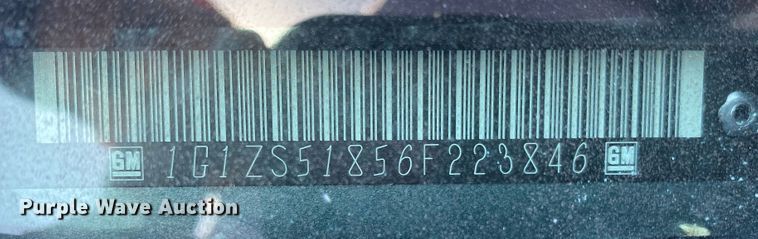 GM 1G1ZS51856F223846 GM
Purple Wave Auction